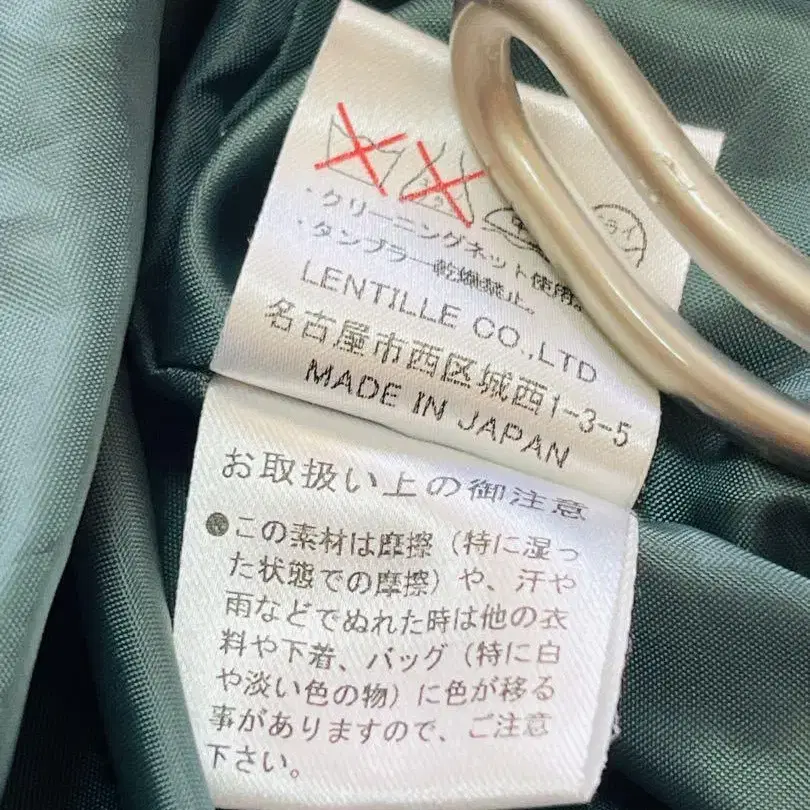 ・クリーニングネット使用
・タンブラー乾燥禁止。
LENTILLE CO.,LTD
名古屋市西区城西1-3-5
MADE IN JAPAN
お取扱い上の御注意
●この素材は摩擦（特に湿っ
た状態での摩擦）や、汗や
雨などでぬれた時は他の衣
料や下着、バッグ（特に白
や淡い色の物）に色が移る
事がありますので、ご注意
下さい。